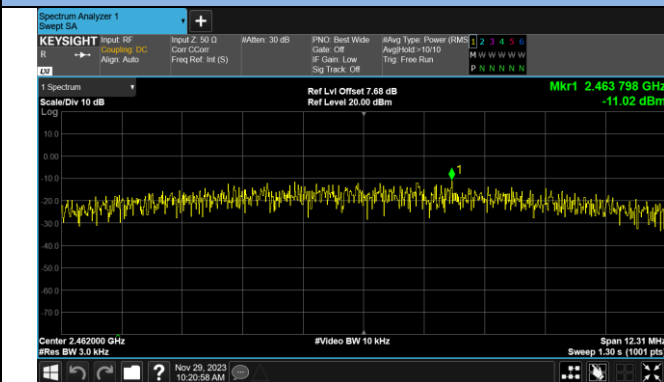 Spectrum Analyzer 1
Swept SA
+
KEYSIGHT Input: RF Input Z: 50 Ω #Atten: 30 dB PNO: Best Wide #Avg Type: Power (RMS 1 2 3 4 5 6
R Coupling: DC Corr CCorr Gate: Off Avg|Hold:>10/10 M W W W W W
Align: Auto Freq Ref: Int (S) IF Gain: Low Trig: Free Run
LXI Sig Track: Off P N N N N N
1 Spectrum Ref Lvl Offset 7.68 dB Mkr1 2.463 798 GHz
Scale/Div 10 dB Ref Level 20.00 dBm -11.02 dBm
Log
10.0
0.00
-10.0
1
-20.0
-30.0
-40.0
-50.0
-60.0
-70.0
Center 2.462000 GHz #Video BW 10 kHz Span 12.31 MHz
#Res BW 3.0 kHz Sweep 1.30 s (1001 pts)
? Nov 29, 2023
10:20:58 AM